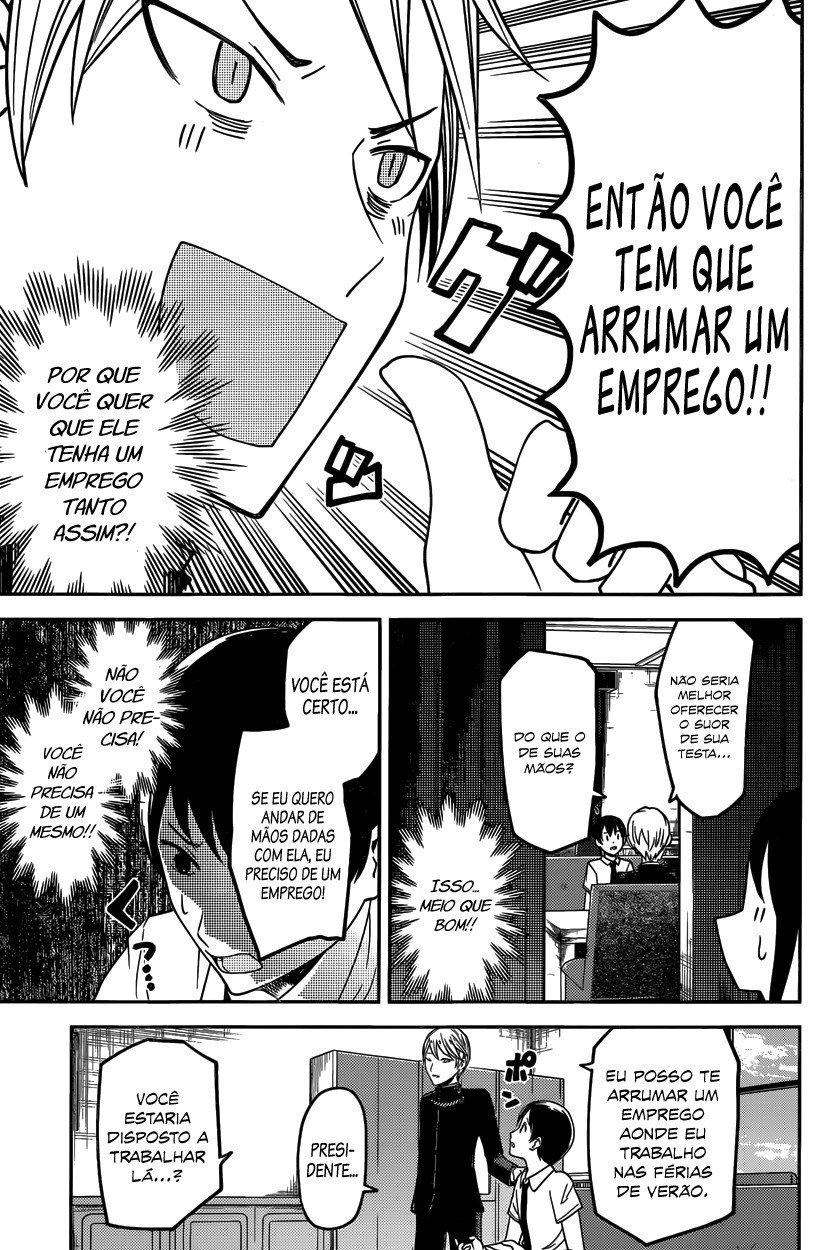 ENTÃO VOCÊ
TEM QUE
ARRUMAR UM
EMPREGO!!
グ
ッ
POR QUE
VOCÊ QUER
QUE ELE
TENHA UM
EMPREGO
TANTO
ASSIM?!
NÃO SERIA
MELHOR
OFERECER
O SUOR
DE SUA
TESTA...
DO QUE O
DE SUAS
MÃOS?
ISSO...
MEIO QUE
BOM!!
VOCÊ ESTÁ
CERTO...
SE EU QUERO
ANDAR DE
MÃOS DADAS
COM ELA, EU
PRECISO DE UM
EMPREGO!
NÃO
VOCÊ
NÃO PRE-
CISA!
VOCÊ
NÃO
PRECISA
DE UM
MESMO!!
くっ…
EU POSSO TE
ARRUMAR UM
EMPREGO
AONDE EU
TRABALHO
NAS FÉRIAS
DE VERÃO.
ポン
PRESI-
DENTE...
VOCÊ
ESTARIA
DISPOSTO A
TRABALHAR
LÁ...?